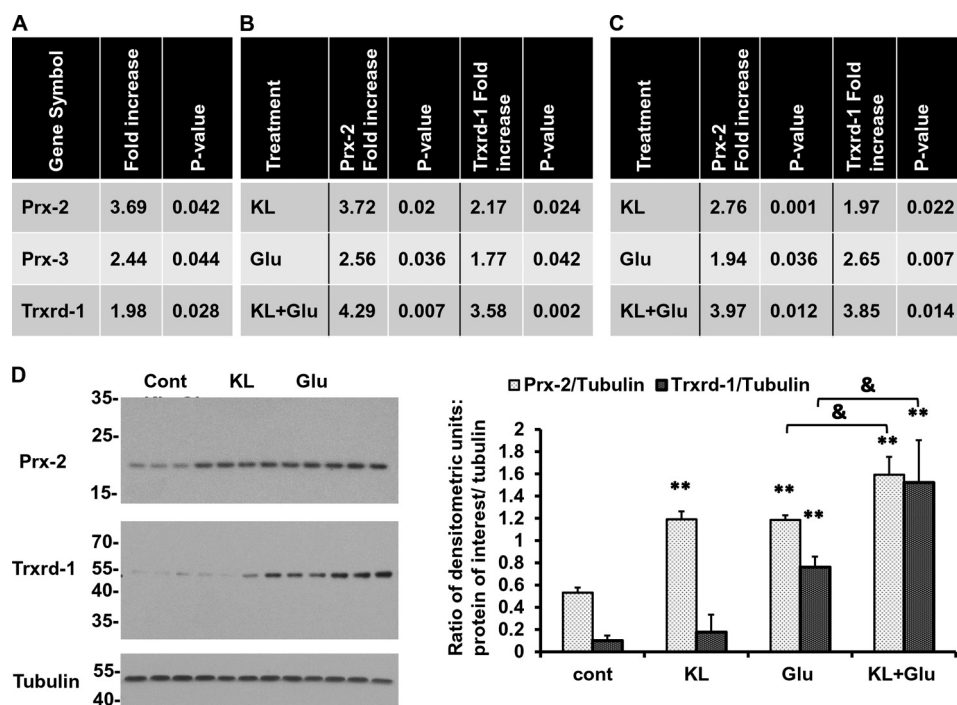 A
Gene Symbol
Fold increase
P-value
Prx-2 3.69 0.042
Prx-3 2.44 0.044
Trxrd-1 1.98 0.028
B
Treatment
Prx-2
Fold increase
P-value
Trxrd-1 Fold
increase
P-value
KL 3.72 0.02 2.17 0.024
Glu 2.56 0.036 1.77 0.042
KL+Glu 4.29 0.007 3.58 0.002
C
Treatment
Prx-2
Fold increase
P-value
Trxrd-1 Fold
increase
P-value
KL 2.76 0.001 1.97 0.022
Glu 1.94 0.036 2.65 0.007
KL+Glu 3.97 0.012 3.85 0.014
D
Cont KL Glu
35-
25-
Prx-2
15-
70-
Trxrd-1
55-
40-
35-
Tubulin
55-
40-
Prx-2/Tubulin Trxrd-1/Tubulin
Ratio of densitometric units:
protein of interest/ tubulin
2
1.8
1.6
1.4
1.2
1
0.8
0.6
0.4
0.2
0
&
&
**
**
**
**
**
cont KL Glu KL+Glu